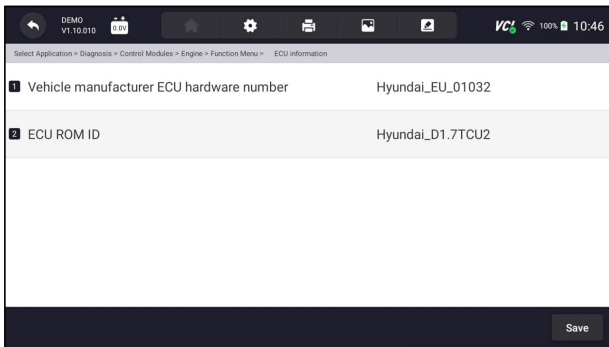 DEMO
V1.10.010
0.0V
VCI 100% 10:46
Select Application > Diagnosis > Control Modules > Engine > Function Menu > ECU information
1 Vehicle manufacturer ECU hardware number Hyundai_EU_01032
2 ECU ROM ID Hyundai_D1.7TCU2
Save